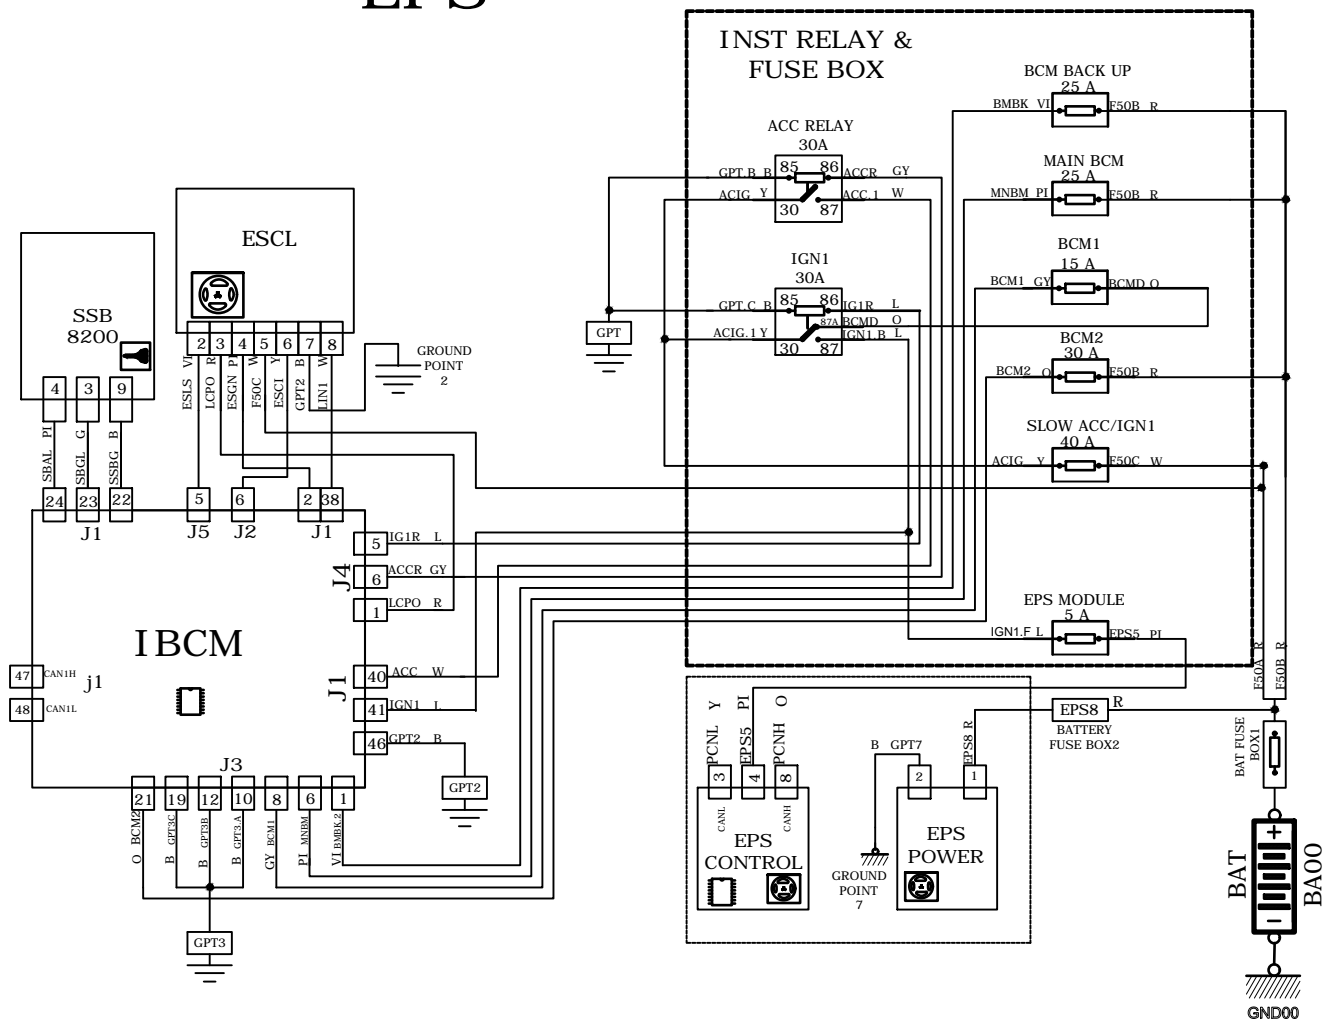 EPS
INST RELAY &
FUSE BOX
BCM BACK UP
25 A
BMBK VI
F50B R
ACC RELAY
30A
85 86
GPT.B B
ACCR GY
ACIG Y
ACC.1 W
30 87
MAIN BCM
25 A
MNBM PI
F50B R
IGN1
30A
85 86
GPT.C B
IG1R L
87A
BCMD O
ACIG.1 Y
IGN1.B L
30 87
GPT
BCM1
15 A
BCM1 GY
BCMD O
BCM2
30 A
BCM2 O
F50B R
SLOW ACC/IGN1
40 A
ACIG Y
F50C W
EPS MODULE
5 A
IGN1.F L
EPS5 PI
ESCL
2 3 4 5 6 7 8
ESLS VI
LCPO R
ESGN PI
F50C W
ESCI Y
GPT2 B
LIN1 W
GROUND
POINT
2
SSB
8200
4 3 9
SBAL PI
SBGL G
SSBG B
24 23 22
J1
5
J5
6
J2
2 38
J1
5 IG1R L
6 ACCR GY
J4
1 LCPO R
IBCM
47 CAN1H
j1
48 CAN1L
40 ACC W
J1
41 IGN1 L
46 GPT2 B
GPT2
J3
21 19 12 10 8 6 1
O BCM2
B GPT3C
B GPT3B
B GPT3.A
GY BCM1
PI MNBM
VI BMBK.2
GPT3
PCNL Y
EPS5 PI
PCNH O
3 4 8
CANL
CANH
EPS
CONTROL
B GPT7
EPS8 R
2 1
EPS
POWER
GROUND
POINT
7
EPS8 R
BATTERY
FUSE BOX2
F50A R
F50B R
BAT FUSE
BOX1
+
BAT
BA00
−
GND00